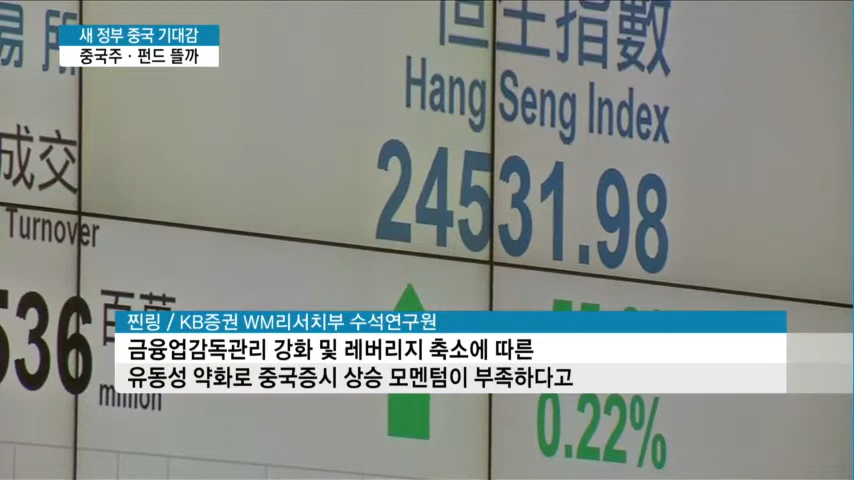 새 정부 중국 기대감
중국주·펀드 뜰까
易所
恒生指數
Hang Seng Index
24531.98
成交
Turnover
536
百萬
million
0.22%
찐링 / KB증권 WM리서치부 수석연구원
금융업감독관리 강화 및 레버리지 축소에 따른
유동성 약화로 중국증시 상승 모멘텀이 부족하다고